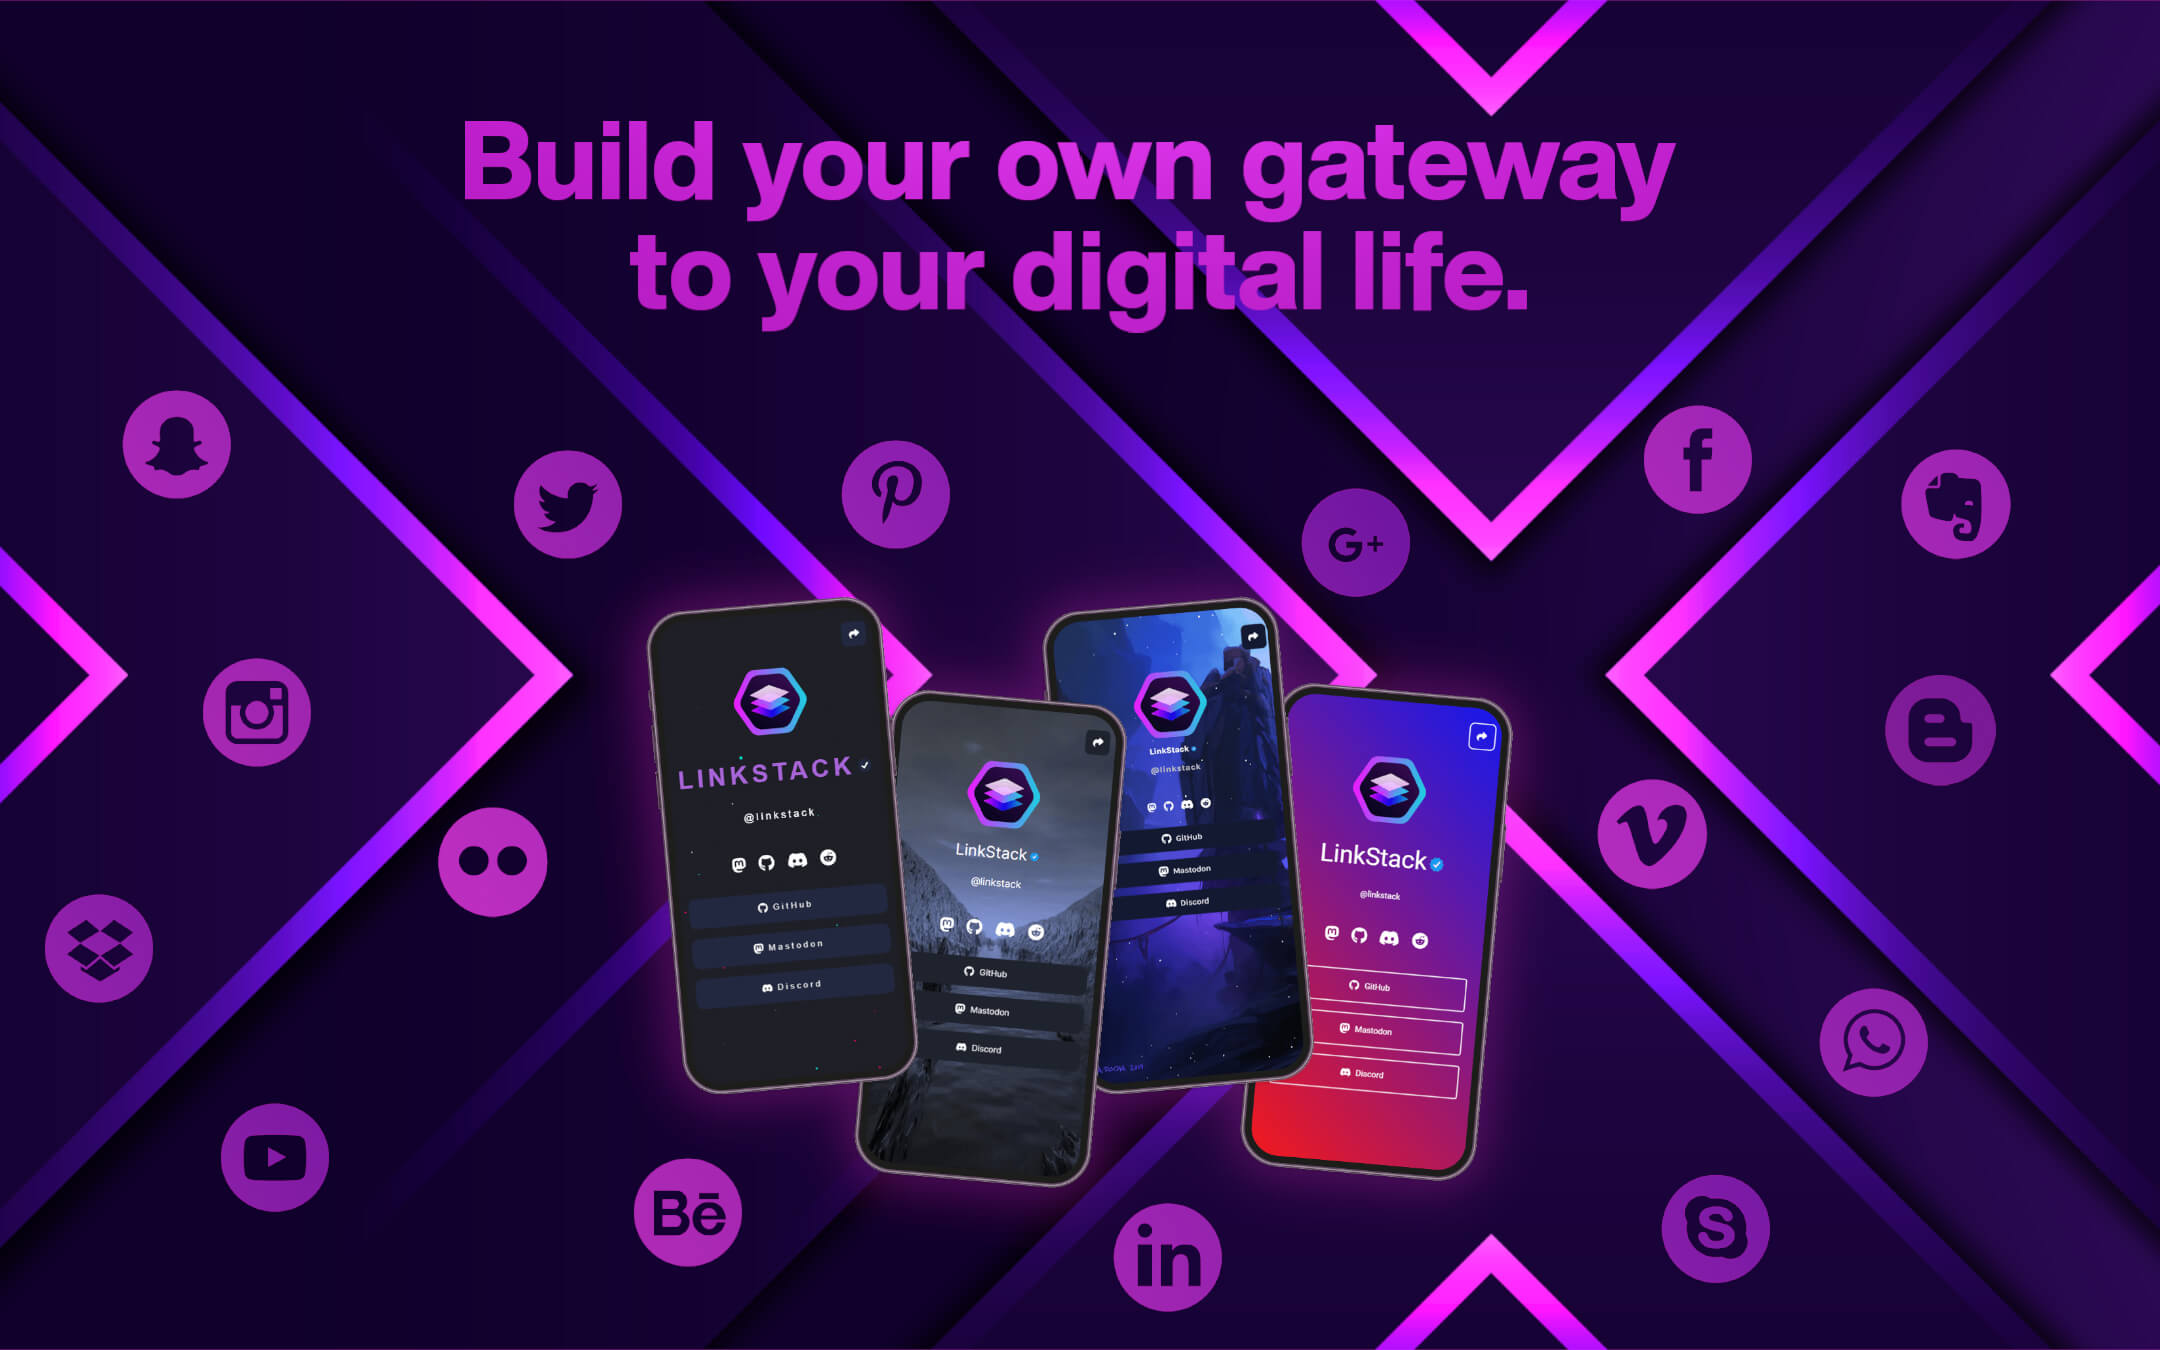 Build your own gateway
to your digital life.
G+
f
Bē
in
S
LINKSTACK
@linkstack
GitHub
Mastodon
Discord
LinkStack
@linkstack
GitHub
Mastodon
Discord
LinkStack
@linkstack
GitHub
Mastodon
Discord
LinkStack
@linkstack
GitHub
Mastodon
Discord